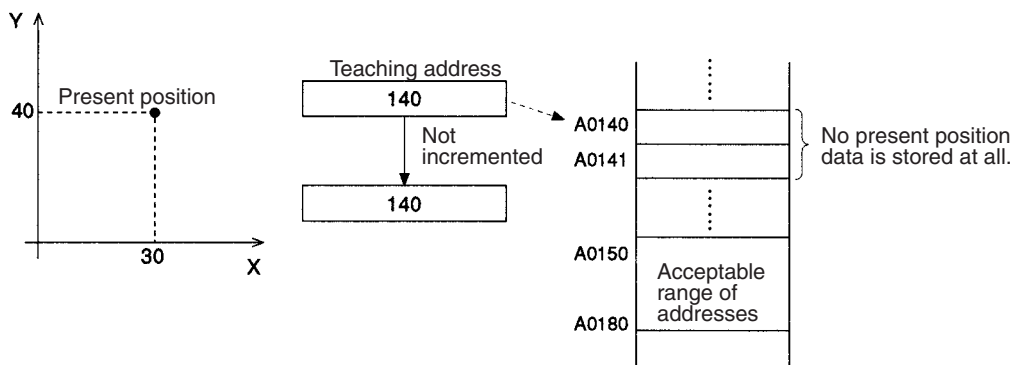 Y
40
Present position
30
X
Teaching address
140
Not
incremented
140
A0140
A0141
No present position
data is stored at all.
A0150
Acceptable
range of
addresses
A0180